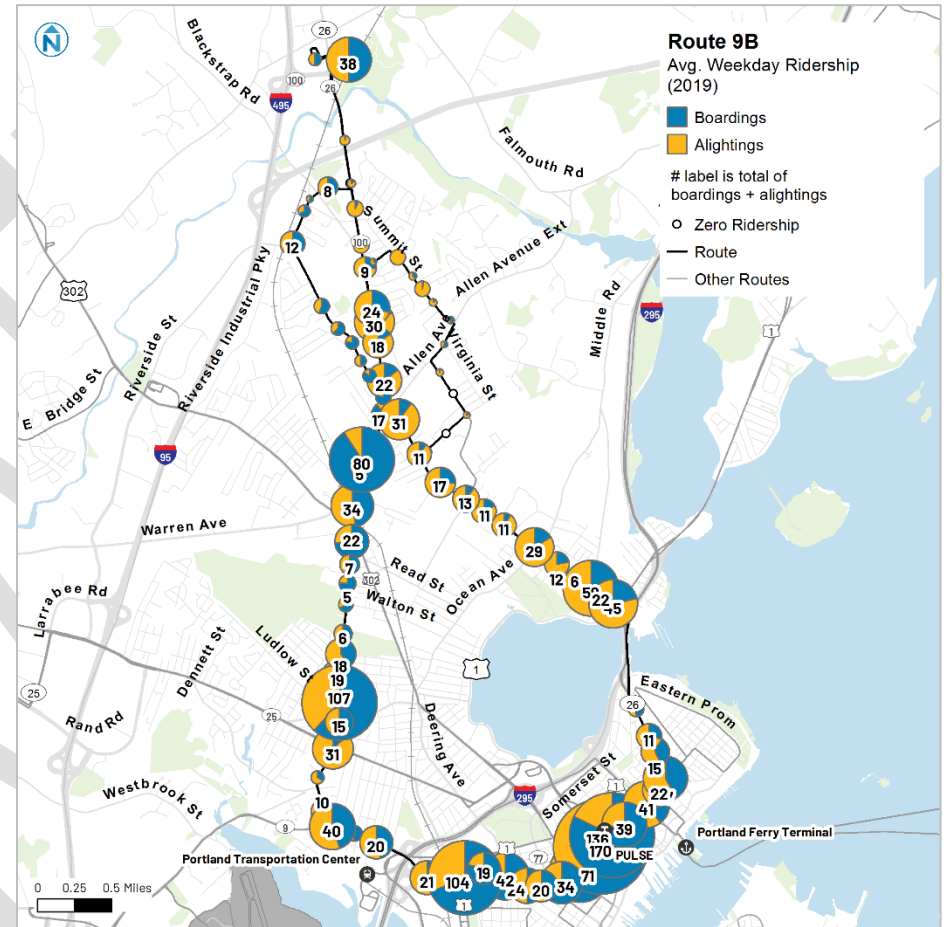 Route 9B
Avg. Weekday Ridership
(2019)
Boardings
Alightings
# label is total of
boardings + alightings
Zero Ridership
Route
Other Routes
N
26
Blackstrap Rd
38
100
26
495
Falmouth Rd
8
Summit St
12
100
9
Allen Avenue Ext
302
Riverside Industrial Pky
Riverside St
Middle Rd
295
1
24
30
18
Allen Ave
Virginia St
E Bridge St
22
17
31
95
11
80
5
17
13
34
11
11
Warren Ave
22
29
Read St
Ocean Ave
7
302
12
6
22
45
Larrabee Rd
5
Walton St
Dennett St
Ludlow St
6
18
1
19
107
Eastern Prom
25
25
15
26
Rand Rd
Deering Ave
11
31
15
Somerset St
1
22
Westbrook St
10
295
41
9
40
39
136
Portland Ferry Terminal
20
1
77
170
PULSE
Portland Transportation Center
21
104
19
42
24
20
34
71
1
0 0.25 0.5 Miles